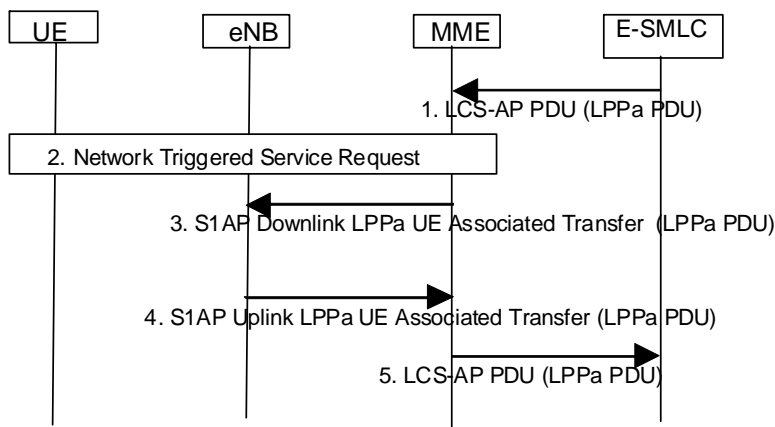 UE
eNB
MME
E-SMLC
1. LCS-AP PDU (LPPa PDU)
2. Network Triggered Service Request
3. S1AP Downlink LPPa UE Associated Transfer (LPPa PDU)
4. S1AP Uplink LPPa UE Associated Transfer (LPPa PDU)
5. LCS-AP PDU (LPPa PDU)